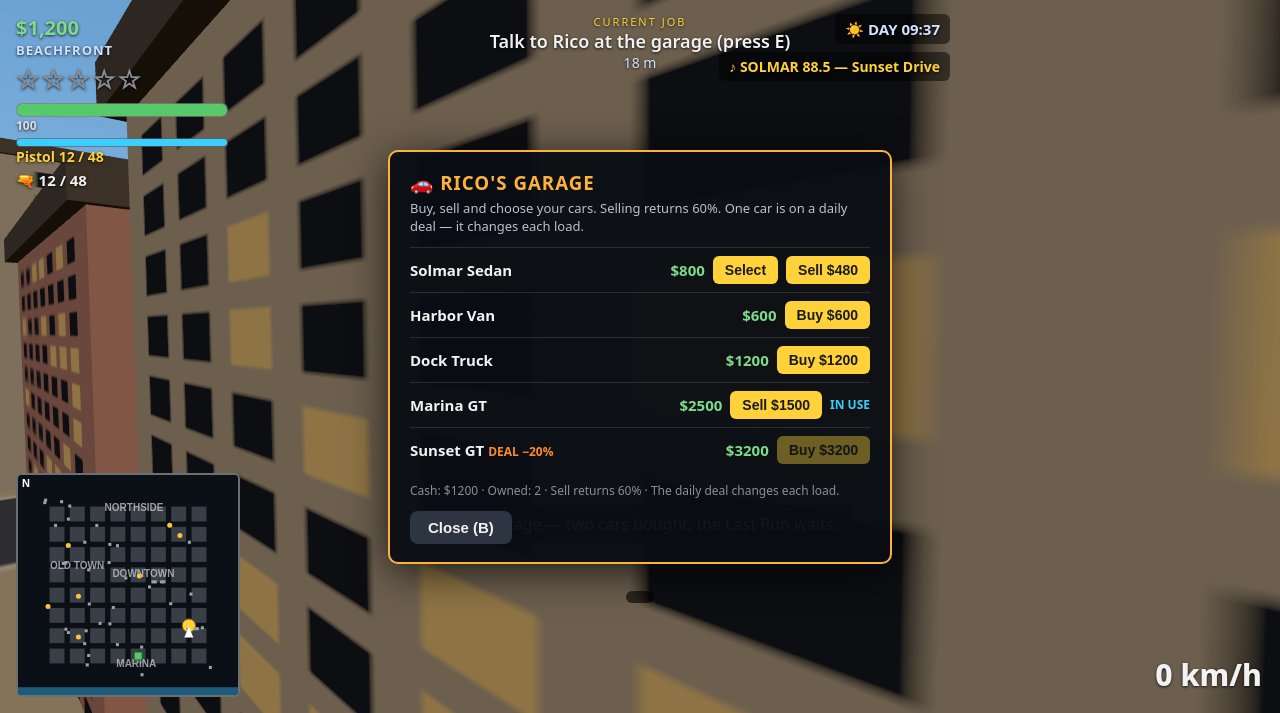 $1,200
BEACHFRONT
100
Pistol 12 / 48
12 / 48
CURRENT JOB
Talk to Rico at the garage (press E)
18 m
DAY 09:37
♪ SOLMAR 88.5 — Sunset Drive
RICO'S GARAGE
Buy, sell and choose your cars. Selling returns 60%. One car is on a daily
deal — it changes each load.
Solmar Sedan $800 Select Sell $480
Harbor Van $600 Buy $600
Dock Truck $1200 Buy $1200
Marina GT $2500 Sell $1500 IN USE
Sunset GT DEAL −20% $3200 Buy $3200
Cash: $1200 · Owned: 2 · Sell returns 60% · The daily deal changes each load.
Close (B)
age — two cars bought, the Last Run waits.
N
NORTHSIDE
OLD TOWN
DOWNTOWN
MARINA
0 km/h